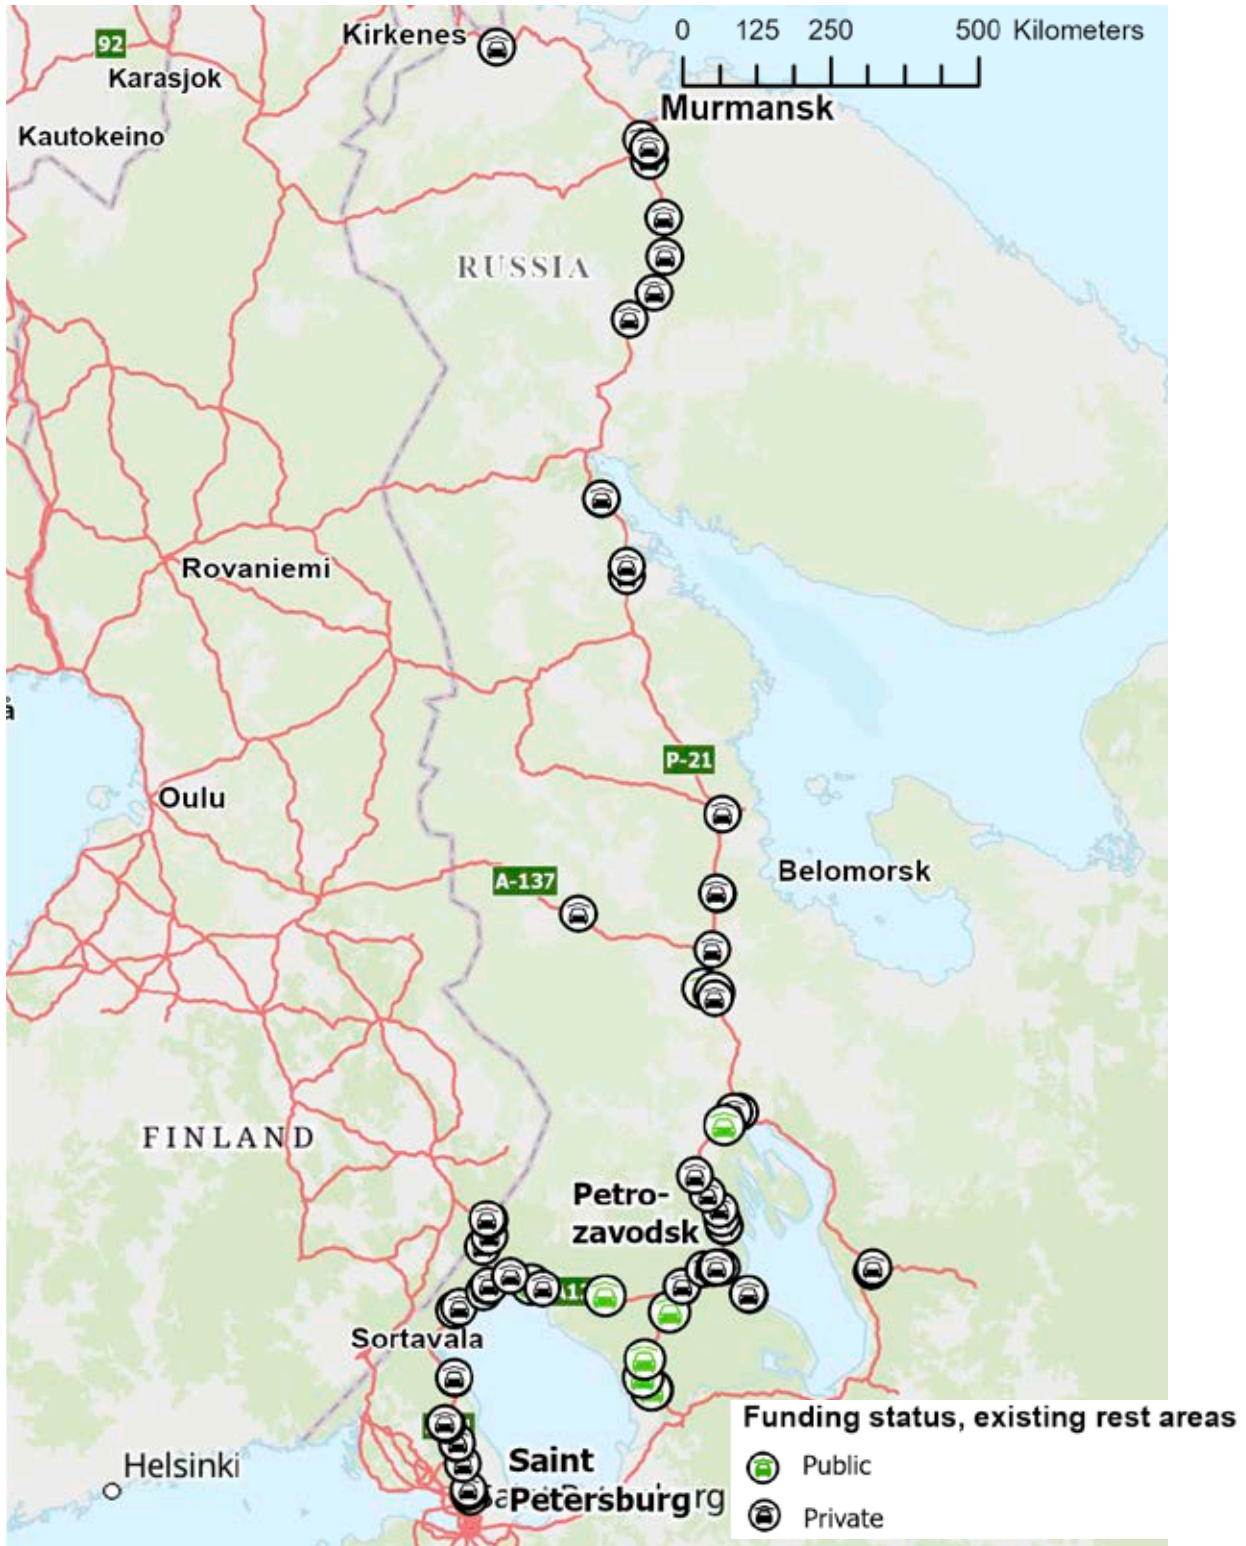 Kirkenes
0 125 250 500 Kilometers
92
Karasjok
Murmansk
Kautokeino
RUSSIA
Rovaniemi
P-21
Oulu
A-137
Belomorsk
FINLAND
Petro-
zavodsk
Sortavala
Funding status, existing rest areas
Public
Private
Helsinki
Saint
Petersburg